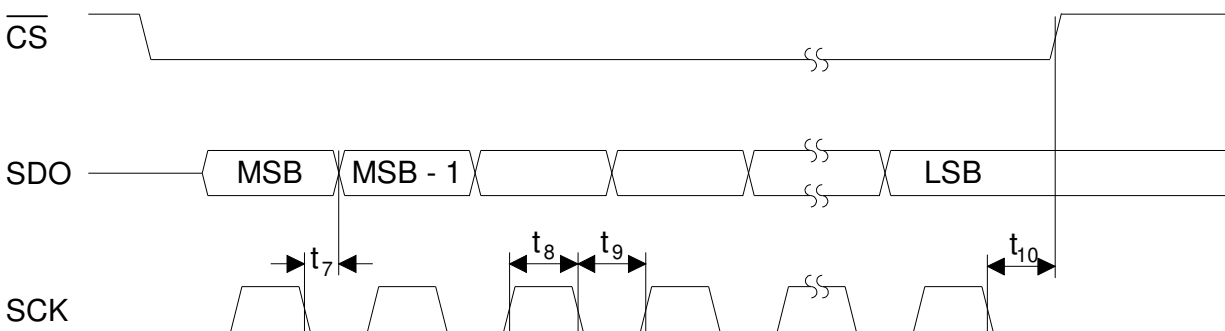 CS
SDO
MSB
MSB - 1
LSB
t7
t8
t9
t10
SCK